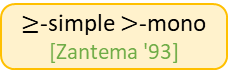 ≥-simple >-mono
[Zantema '93]